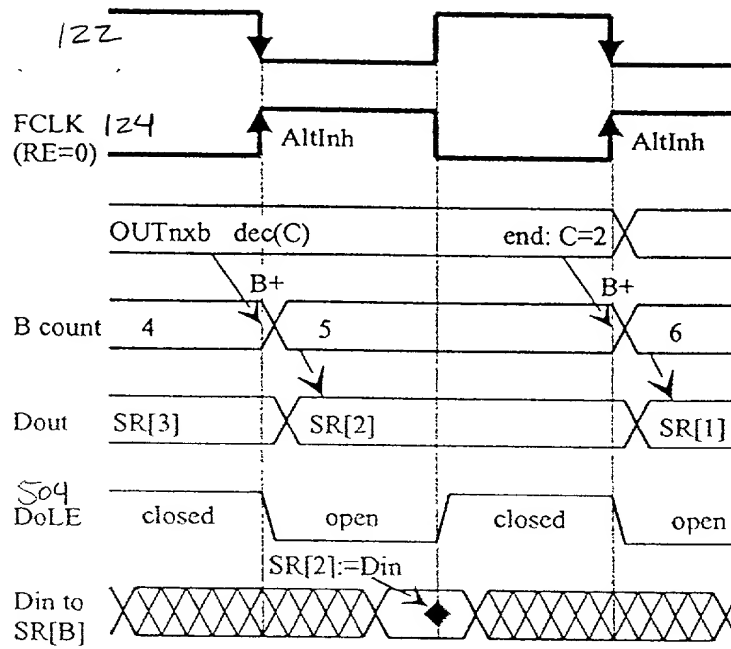 122
FCLK 124
(RE=0)
AltInh
AltInh
OUTnxb dec(C)
end: C=2
B+
B+
B count
4
5
6
Dout
SR[3]
SR[2]
SR[1]
504
DoLE
closed
open
closed
open
SR[2]:=Din
Din to
SR[B]